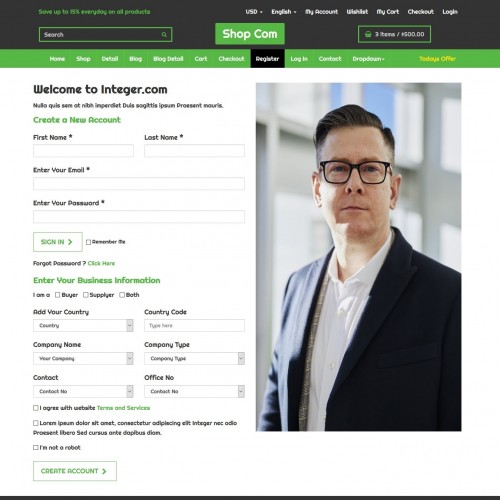 Save up to 15% everyday on all products
USD English My Account Wishlist My Cart Checkout Login
Search
Shop Com
3 Items / $500.00
Home Shop Detail Blog Blog Detail Cart Checkout Register Log In Contact Dropdown Todays Offer
Welcome to Integer.com
Nulla quis sem at nibh imperdiet Duis sagittis ipsum Praesent mauris.
Create a New Account
First Name * Last Name *
Enter Your Email *
Enter Your Password *
SIGN IN Remember Me
Forgot Password ? Click Here
Enter Your Business Information
I am a Buyer Supplyer Both
Add Your Country Country Code
Country Type here
Company Name Company Type
Your Company Company Type
Contact Office No
Contact No Contact No
I agree with website Terms and Services
Lorem ipsum dolor sit amet, consectetur adipiscing elit Integer nec odio
Praesent libero Sed cursus ante dapibus diam.
I'm not a robot
CREATE ACCOUNT